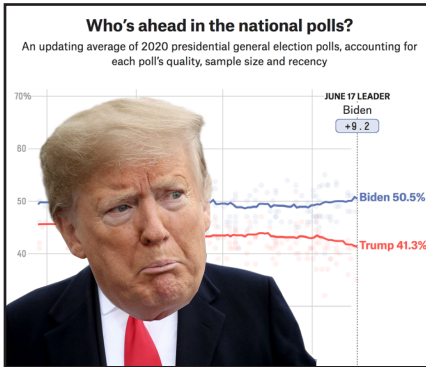 Who's ahead in the national polls?
An updating average of 2020 presidential general election polls, accounting for
each poll's quality, sample size and recency
70%
JUNE 17 LEADER
Biden
+9.2
60
50
Biden 50.5%
Trump 41.3%
40